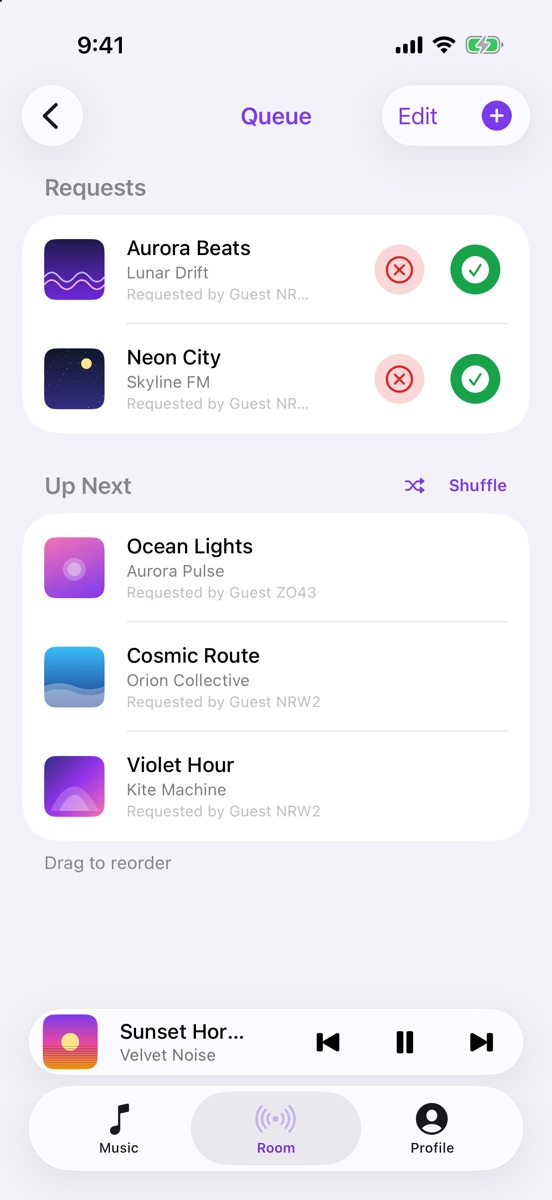 9:41
Queue
Edit
Requests
Aurora Beats
Lunar Drift
Requested by Guest NR...
Neon City
Skyline FM
Requested by Guest NR...
Up Next
Shuffle
Ocean Lights
Aurora Pulse
Requested by Guest ZO43
Cosmic Route
Orion Collective
Requested by Guest NRW2
Violet Hour
Kite Machine
Requested by Guest NRW2
Drag to reorder
Sunset Hor...
Velvet Noise
Music
Room
Profile